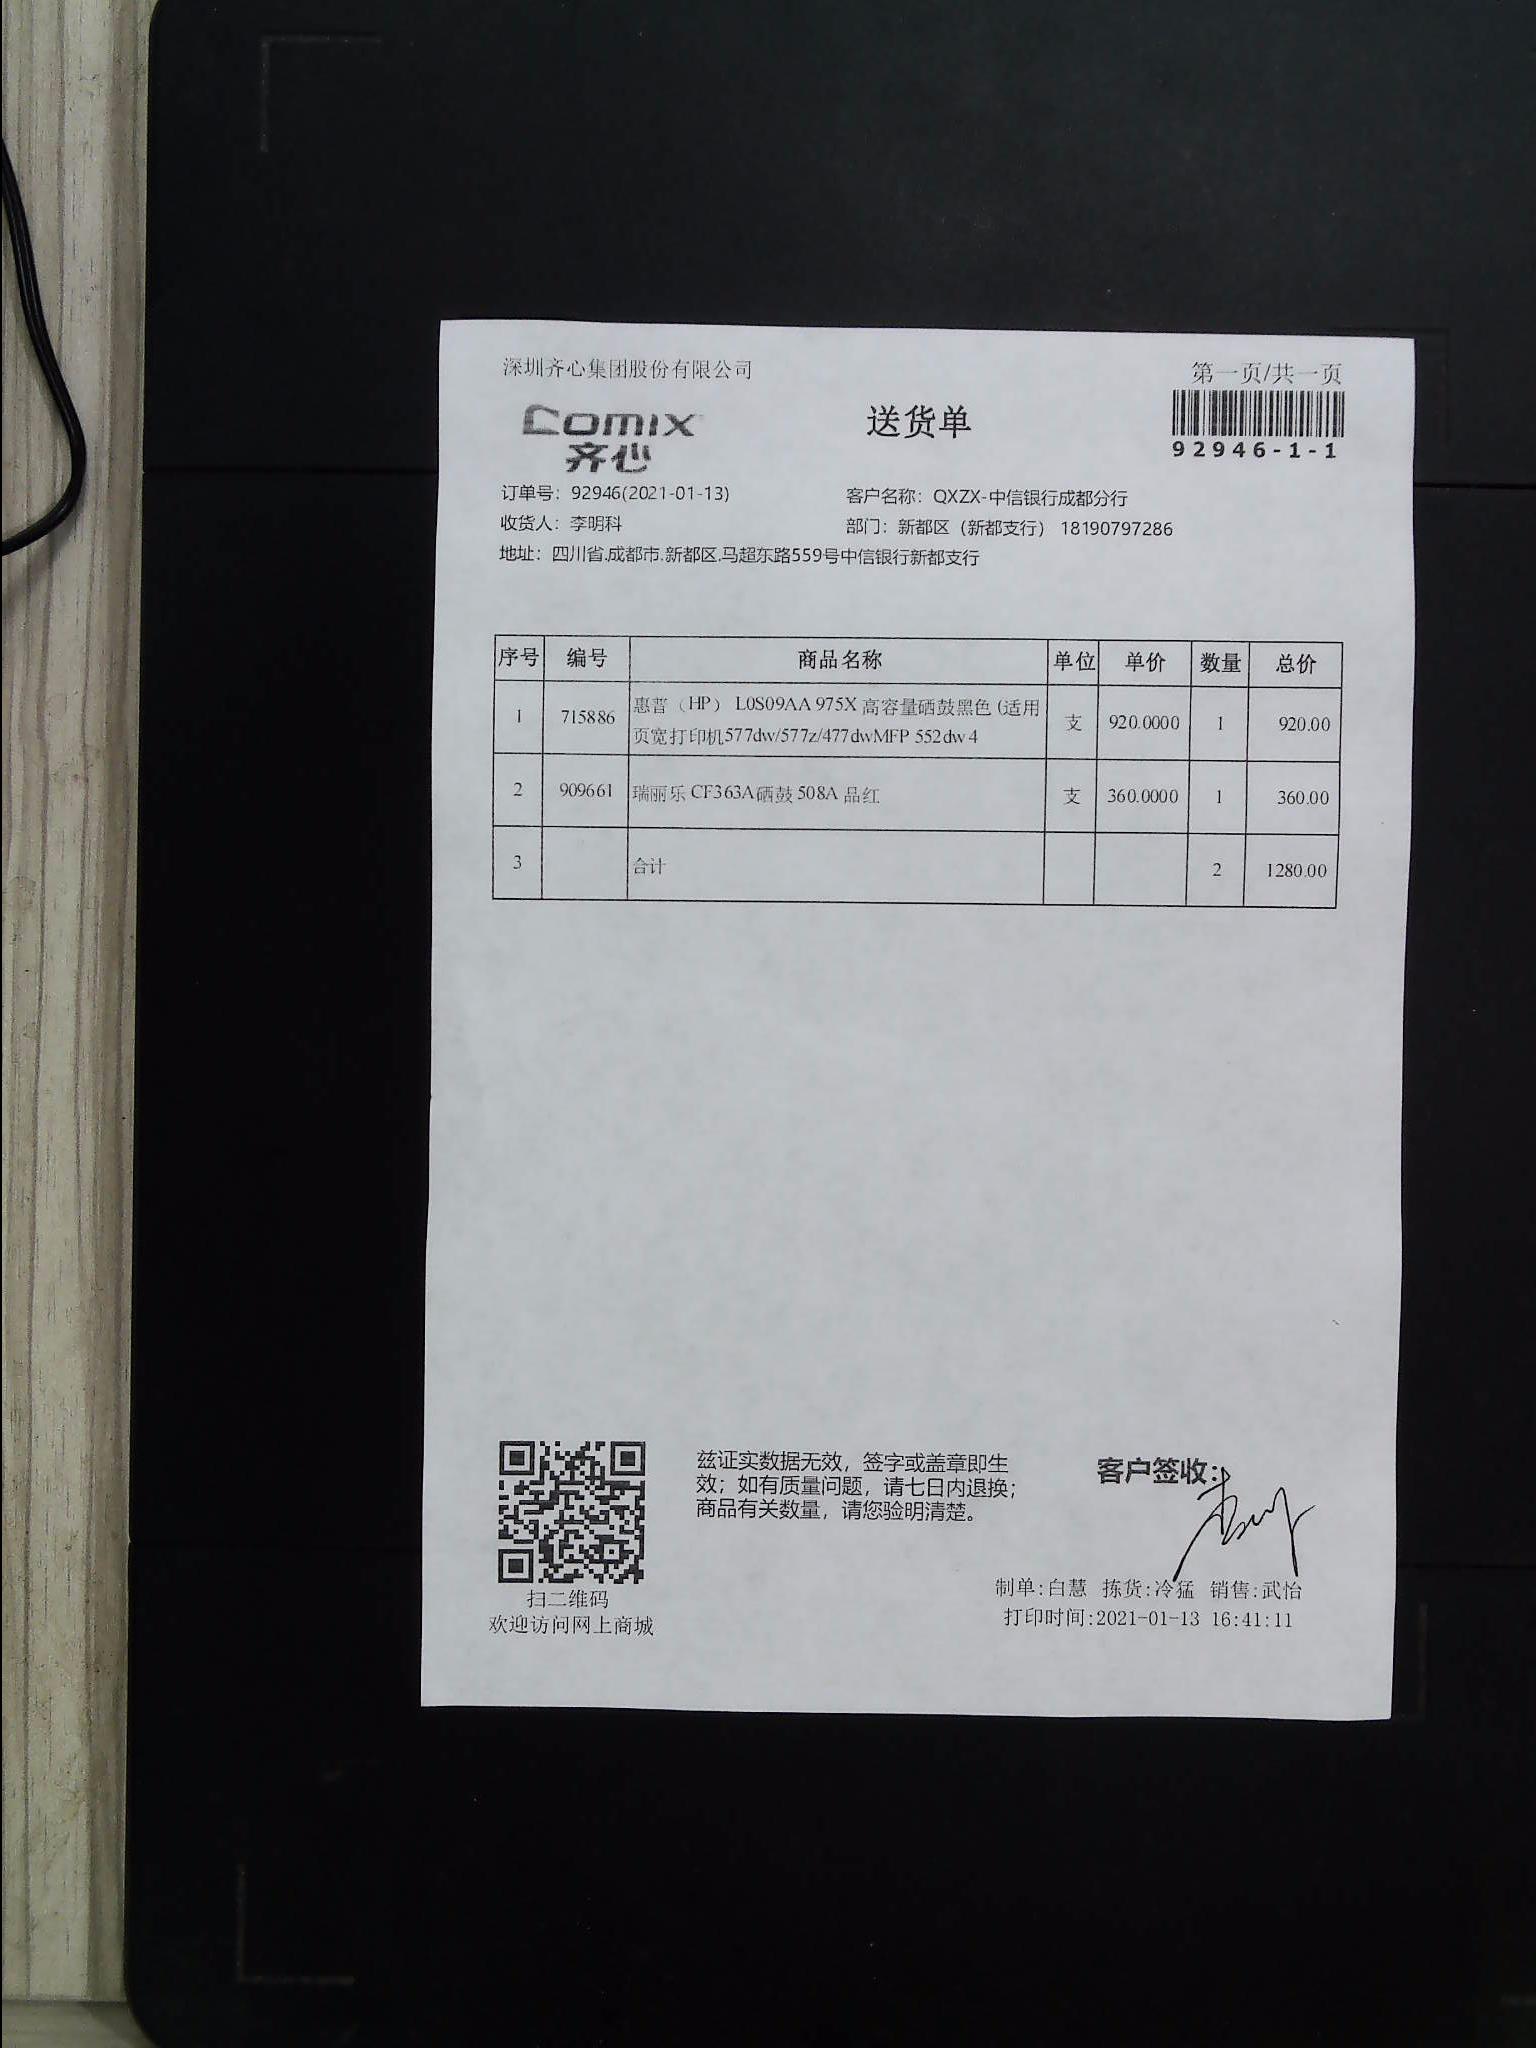 深圳齐心集团股份有限公司
第一页/共一页
comix
齐心
送货单
92946-1-1
订单号：92946(2021-01-13)
客户名称：QXZX-中信银行成都分行
收货人：李明科
部门：新都区（新都支行） 18190797286
地址：四川省.成都市.新都区.马超东路559号中信银行新都支行
序号 编号 商品名称 单位 单价 数量 总价
1 715886 惠普（HP） L0S09AA 975X 高容量硒鼓黑色 (适用 支 920.0000 1 920.00
页宽打印机577dw/577z/477dwMFP 552dw 4
2 909661 瑞丽乐 CF363A硒鼓 508A 品红 支 360.0000 1 360.00
3 合计 2 1280.00
兹证实数据无效，签字或盖章即生
效；如有质量问题，请七日内退换；
商品有关数量，请您验明清楚。
客户签收：
扫二维码
欢迎访问网上商城
制单:白慧 拣货:冷猛 销售:武怡
打印时间:2021-01-13 16:41:11